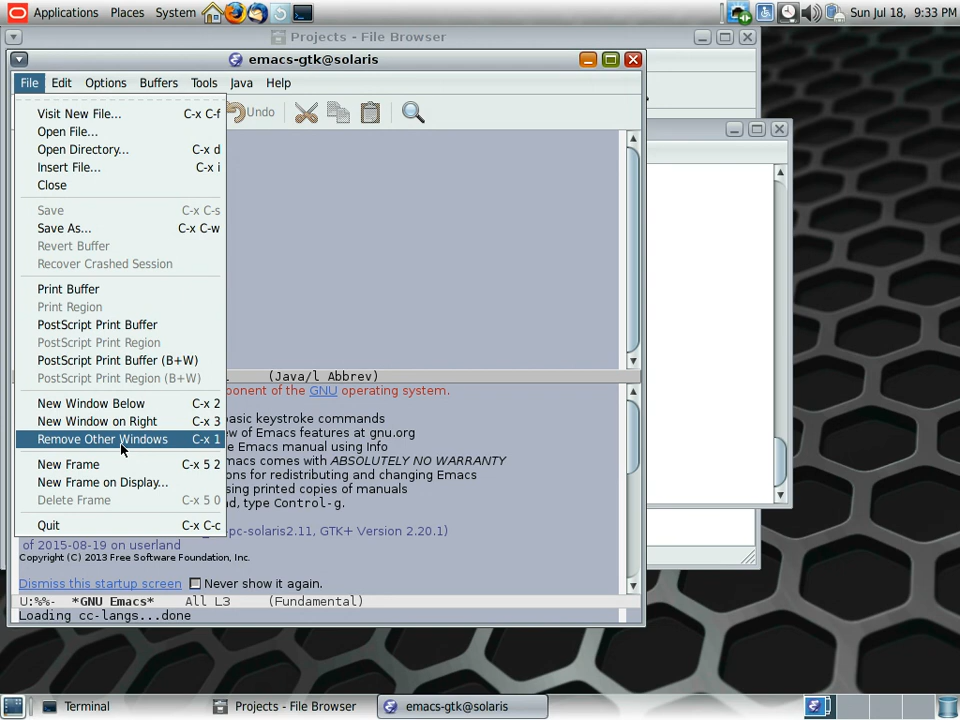 Applications Places System Sun Jul 18, 9:33 PM
Projects - File Browser
emacs-gtk@solaris
File Edit Options Buffers Tools Java Help
Undo
Visit New File... C-x C-f
Open File...
Open Directory... C-x d
Insert File... C-x i
Close
Save C-x C-s
Save As... C-x C-w
Revert Buffer
Recover Crashed Session
Print Buffer
Print Region
PostScript Print Buffer
PostScript Print Region
PostScript Print Buffer (B+W)
PostScript Print Region (B+W)
New Window Below C-x 2
New Window on Right C-x 3
Remove Other Windows C-x 1
New Frame C-x 5 2
New Frame on Display...
Delete Frame C-x 5 0
Quit C-x C-c
(Java/l Abbrev)
of the GNU operating system.
keystroke commands
of Emacs features at gnu.org
Emacs manual using Info
comes with ABSOLUTELY NO WARRANTY
for redistributing and changing Emacs
printed copies of manuals
type Control-g.
pc-solaris2.11, GTK+ Version 2.20.1)
of 2015-08-19 on userland
Copyright (C) 2013 Free Software Foundation, Inc.
Dismiss this startup screen Never show it again.
U:%%- *GNU Emacs* All L3 (Fundamental)
Loading cc-langs...done
Terminal Projects - File Browser emacs-gtk@solaris